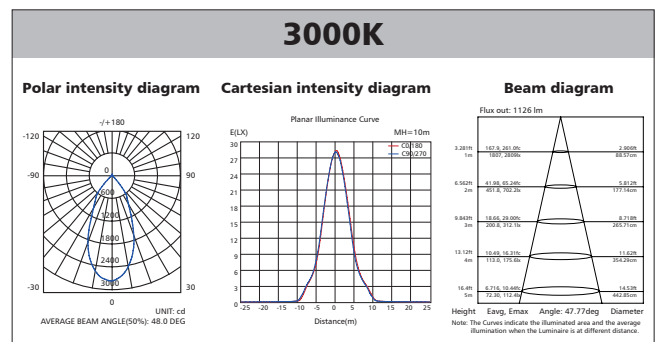 3000K
Polar intensity diagram
Cartesian intensity diagram
Beam diagram
-/+180
-120
120
-90
90
-30
30
0
600
1200
1800
2400
3000
0
UNIT: cd
AVERAGE BEAM ANGLE(50%): 48.0 DEG
Planar Illuminance Curve
E(LX)
MH=10m
C0/180
C90/270
30
27
24
21
18
15
12
9
6
3
0
-25 -20 -15 -10 -5 0 5 10 15 20 25
Distance(m)
Flux out: 1126 lm
3.281ft 167.9, 261.0fc 2.906ft
1m 1807, 2809lx 88.57cm
6.562ft 41.98, 65.24fc 5.812ft
2m 451.8, 702.2lx 177.14cm
9.843ft 18.66, 29.00fc 8.718ft
3m 200.8, 312.1lx 265.71cm
13.12ft 10.49, 16.31fc 11.62ft
4m 113.0, 175.6lx 354.29cm
16.4ft 6.716, 10.44fc 14.53ft
5m 72.30, 112.4lx 442.85cm
Height Eavg, Emax Angle: 47.77deg Diameter
Note: The Curves indicate the illuminated area and the average
illumination when the Luminaire is at different distance.